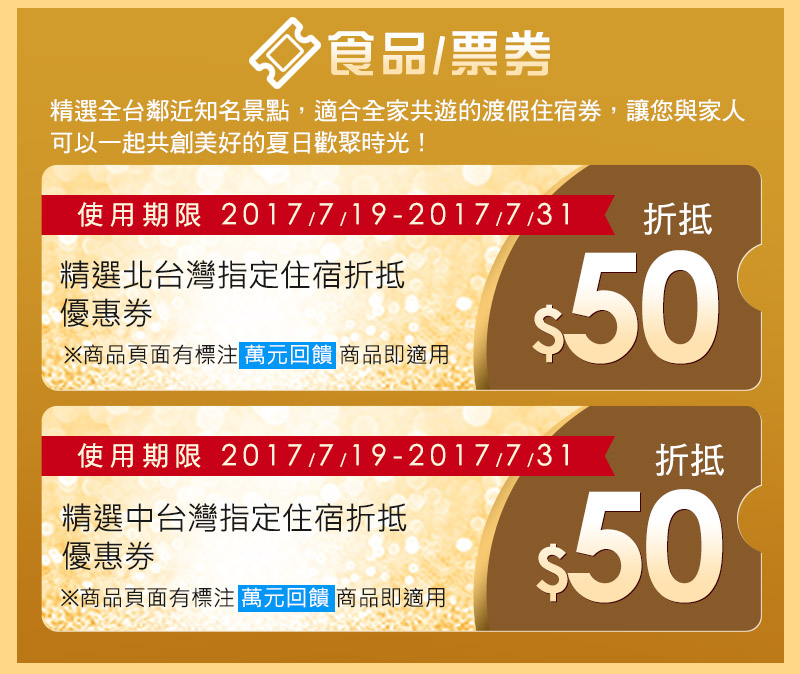 食品/票券
精選全台鄰近知名景點，適合全家共遊的渡假住宿券，讓您與家人
可以一起共創美好的夏日歡聚時光！
使用期限 2017/7/19-2017/7/31
折抵
$50
精選北台灣指定住宿折抵
優惠券
※商品頁面有標注 萬元回饋 商品即適用
使用期限 2017/7/19-2017/7/31
折抵
$50
精選中台灣指定住宿折抵
優惠券
※商品頁面有標注 萬元回饋 商品即適用